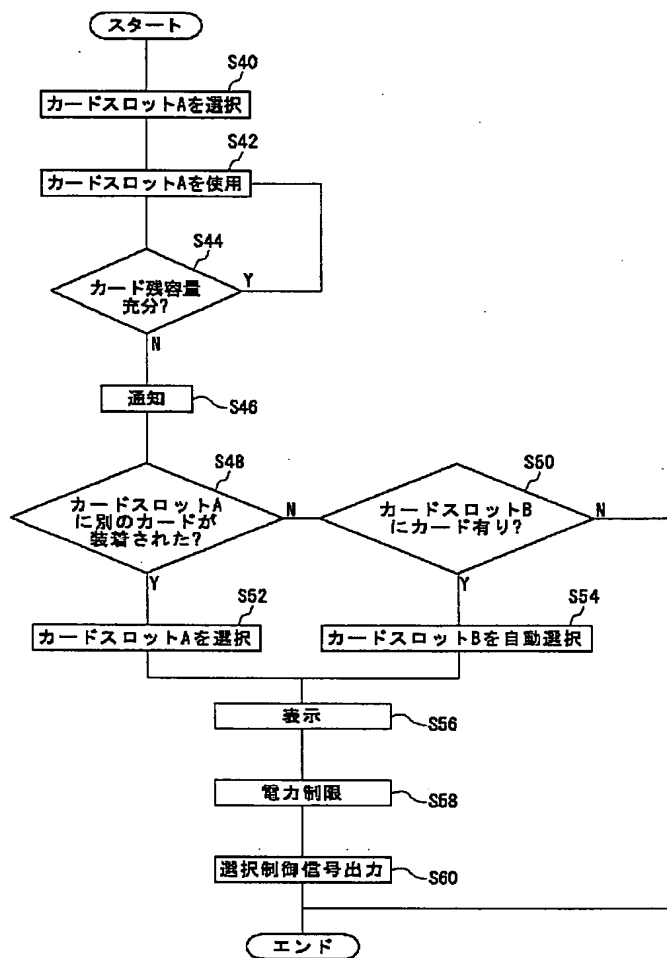 スタート
S40
カードスロットAを選択
S42
カードスロットAを使用
S44
カード残容量
充分?
Y
N
通知
S46
S48
カードスロットA
に別のカードが
装着された?
N
Y
S50
カードスロットB
にカード有り?
N
Y
S52
カードスロットAを選択
S54
カードスロットBを自動選択
表示
S56
電力制限
S58
選択制御信号出力
S60
エンド